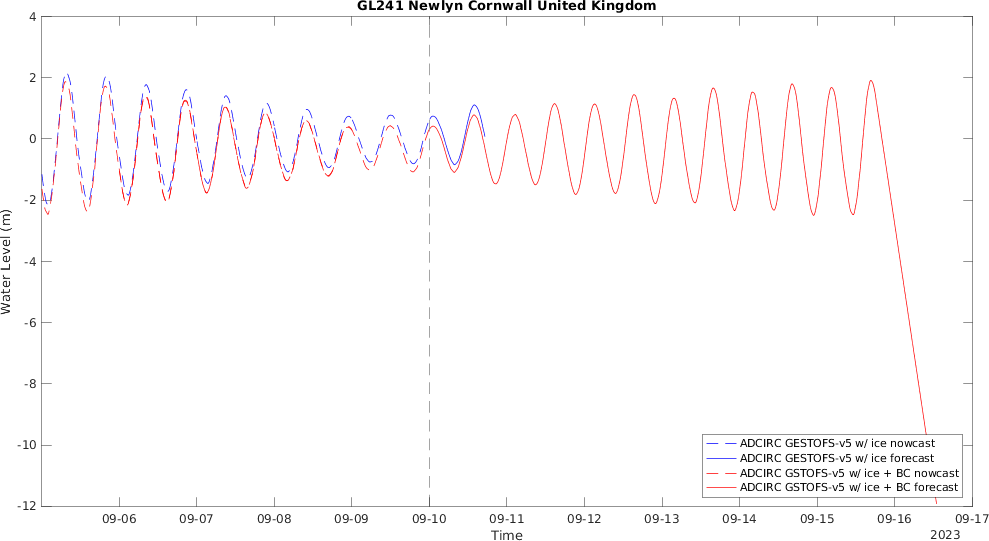 GL241 Newlyn Cornwall United Kingdom
4
2
0
-2
-4
-6
-8
-10
-12
Water Level (m)
ADCIRC GESTOFS-v5 w/ ice nowcast
ADCIRC GESTOFS-v5 w/ ice forecast
ADCIRC GSTOFS-v5 w/ ice + BC nowcast
ADCIRC GSTOFS-v5 w/ ice + BC forecast
09-06 09-07 09-08 09-09 09-10 09-11 09-12 09-13 09-14 09-15 09-16 09-17
Time
2023